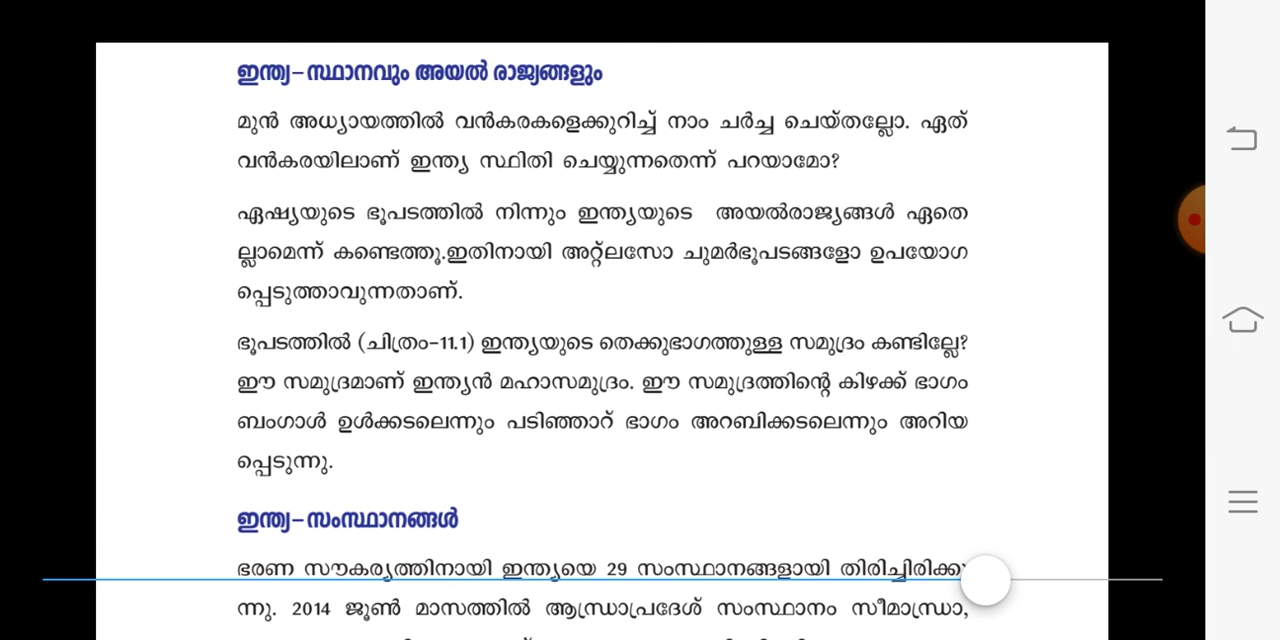 ഇന്ത്യ-സ്ഥാനവും അയൽ രാജ്യങ്ങളും
മുൻ അധ്യായത്തിൽ വൻകരകളെക്കുറിച്ച് നാം ചർച്ച ചെയ്തല്ലോ. ഏത്
വൻകരയിലാണ് ഇന്ത്യ സ്ഥിതി ചെയ്യുന്നതെന്ന് പറയാമോ?
ഏഷ്യയുടെ ഭൂപടത്തിൽ നിന്നും ഇന്ത്യയുടെ അയൽരാജ്യങ്ങൾ ഏതെ
ല്ലാമെന്ന് കണ്ടെത്തൂ.ഇതിനായി അറ്റ്ലസോ ചുമർഭൂപടങ്ങളോ ഉപയോഗ
പ്പെടുത്താവുന്നതാണ്.
ഭൂപടത്തിൽ (ചിത്രം-11.1) ഇന്ത്യയുടെ തെക്കുഭാഗത്തുള്ള സമുദ്രം കണ്ടില്ലേ?
ഈ സമുദ്രമാണ് ഇന്ത്യൻ മഹാസമുദ്രം. ഈ സമുദ്രത്തിന്റെ കിഴക്ക് ഭാഗം
ബംഗാൾ ഉൾക്കടലെന്നും പടിഞ്ഞാറ് ഭാഗം അറബിക്കടലെന്നും അറിയ
പ്പെടുന്നു.
ഇന്ത്യ-സംസ്ഥാനങ്ങൾ
ഭരണ സൗകര്യത്തിനായി ഇന്ത്യയെ 29 സംസ്ഥാനങ്ങളായി തിരിച്ചിരിക്കു
ന്നു. 2014 ജൂൺ മാസത്തിൽ ആന്ധ്രാപ്രദേശ് സംസ്ഥാനം സീമാന്ധ്രാ,